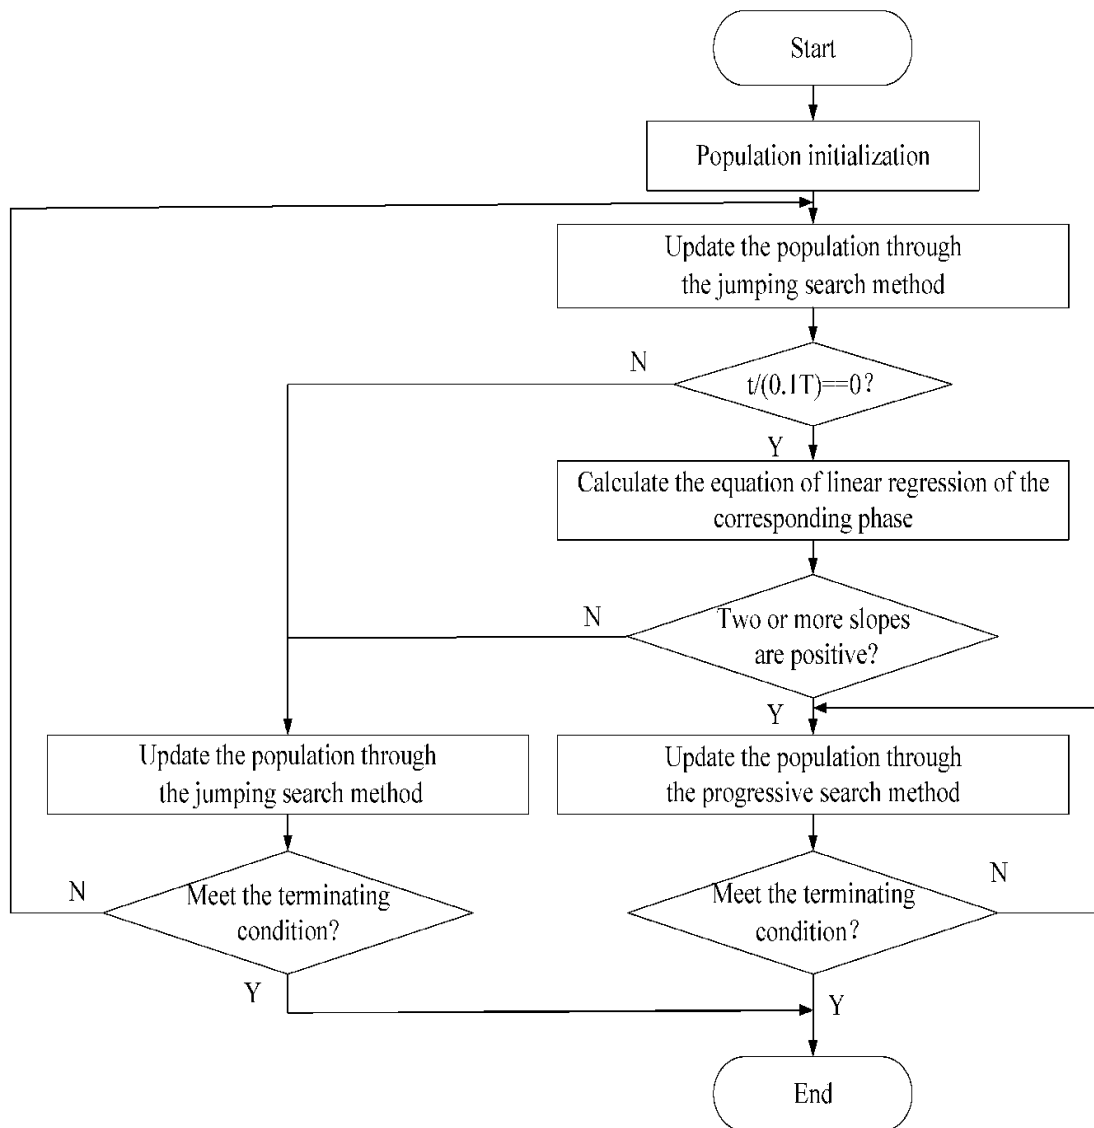 Start
Population initialization
Update the population through
the jumping search method
N
t/(0.1T)==0?
Y
Calculate the equation of linear regression of the
corresponding phase
N
Two or more slopes
are positive?
Y
Update the population through
the jumping search method
Update the population through
the progressive search method
N
Meet the terminating
condition?
Y
Meet the terminating
condition?
N
Y
End